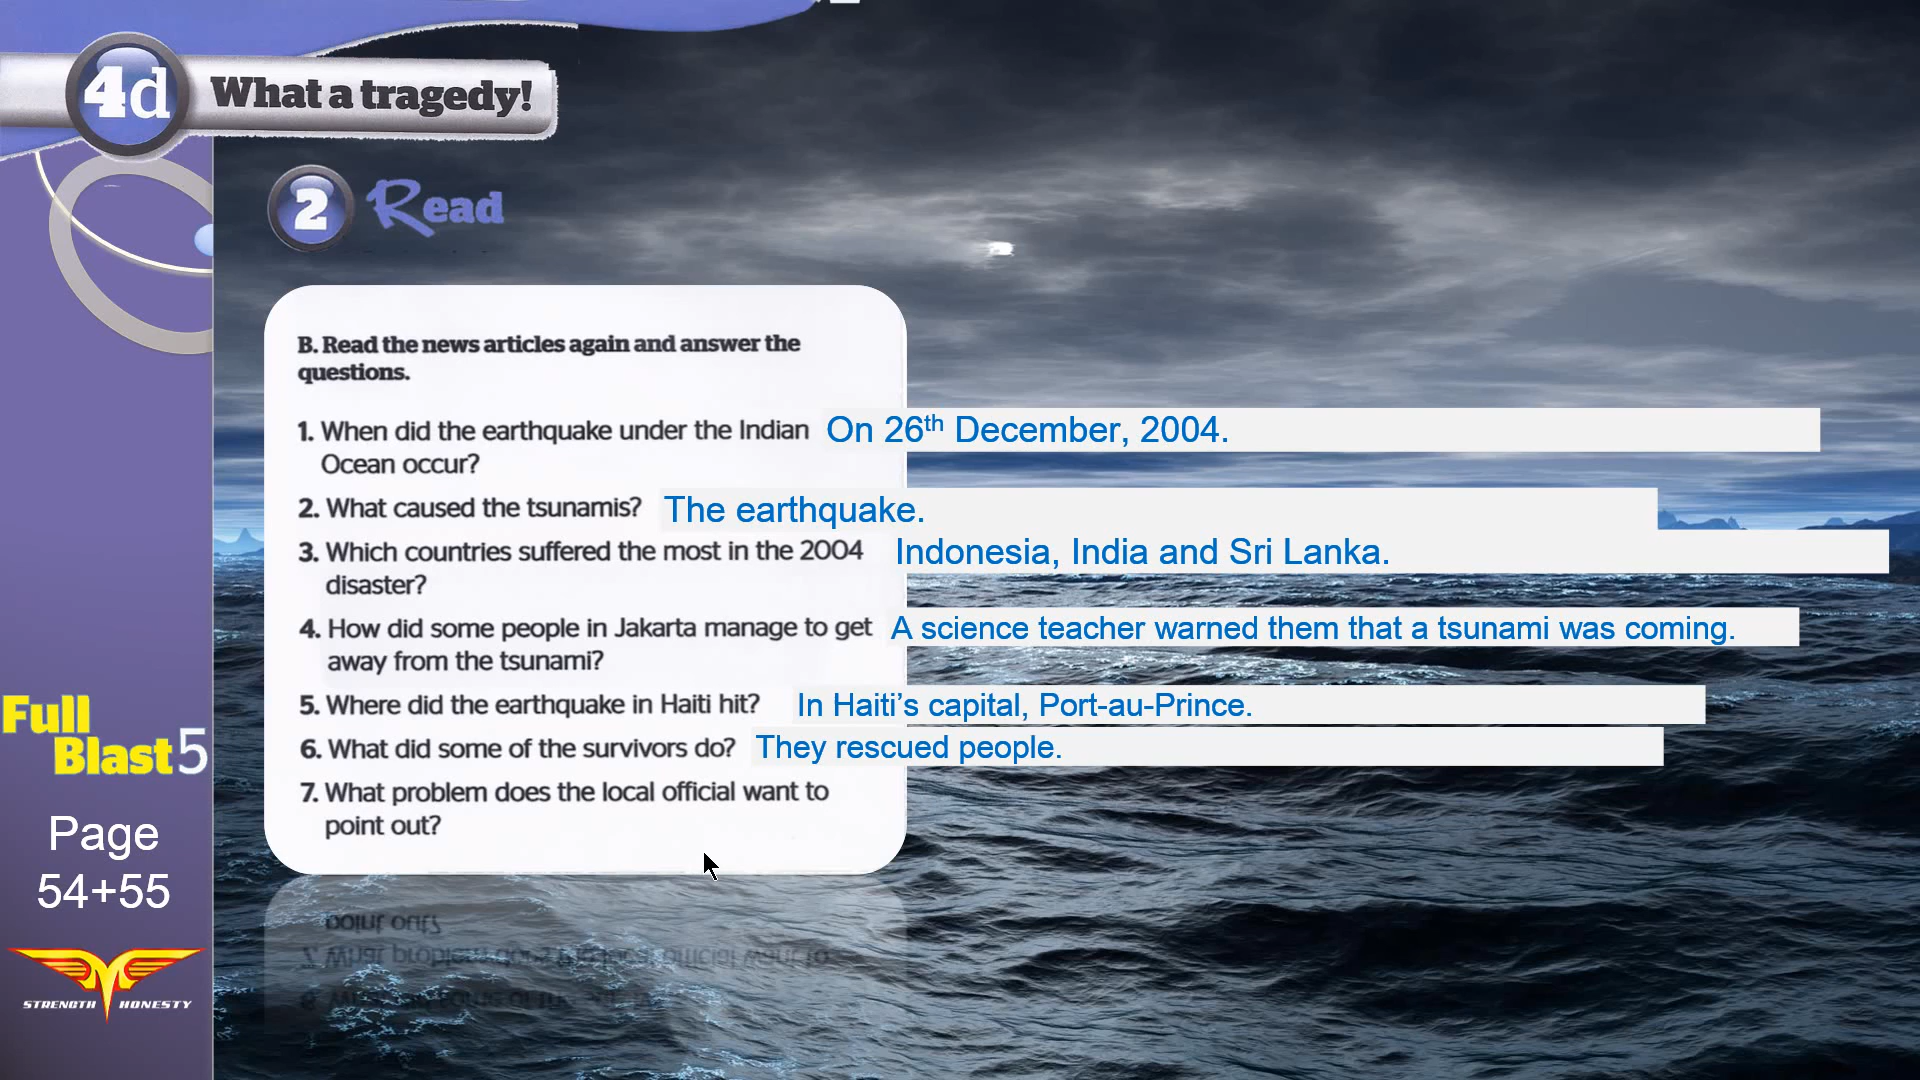 4d What a tragedy!
2 Read
B. Read the news articles again and answer the
questions.
1. When did the earthquake under the Indian On 26th December, 2004.
Ocean occur?
2. What caused the tsunamis? The earthquake.
3. Which countries suffered the most in the 2004 Indonesia, India and Sri Lanka.
disaster?
4. How did some people in Jakarta manage to get A science teacher warned them that a tsunami was coming.
away from the tsunami?
5. Where did the earthquake in Haiti hit? In Haiti’s capital, Port-au-Prince.
6. What did some of the survivors do? They rescued people.
7. What problem does the local official want to
point out?
Full
Blast 5
Page
54+55
STRENGTH HONESTY